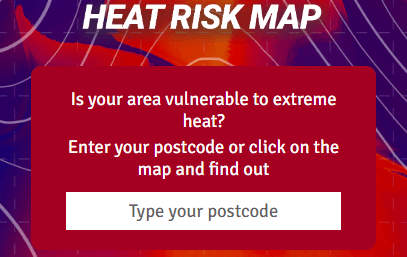 HEAT RISK MAP
Is your area vulnerable to extreme
heat?
Enter your postcode or click on the
map and find out
Type your postcode